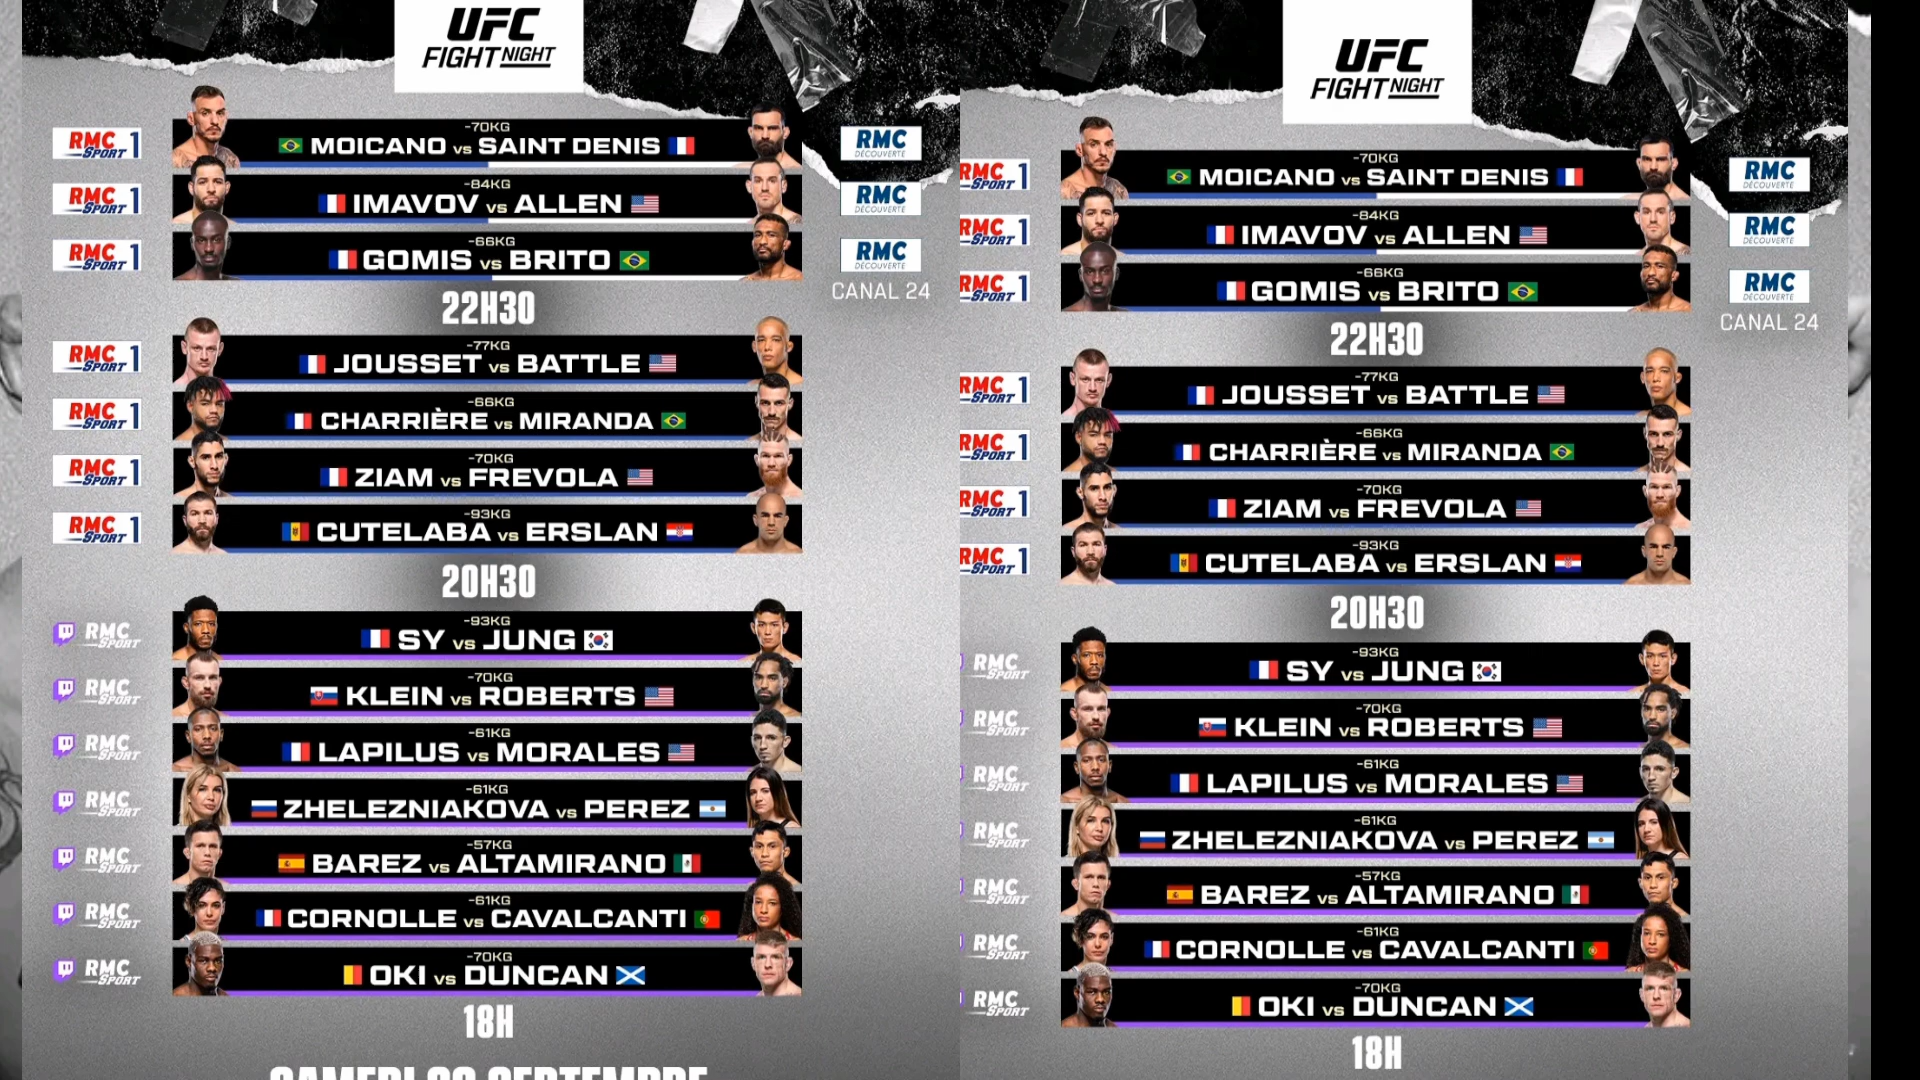 UFC
FIGHT NIGHT
-70KG
RMC SPORT 1
MOICANO vs SAINT DENIS
RMC DÉCOUVERTE
-84KG
RMC SPORT 1
IMAVOV vs ALLEN
RMC DÉCOUVERTE
-66KG
RMC SPORT 1
GOMIS vs BRITO
RMC DÉCOUVERTE
CANAL 24
22H30
-77KG
RMC SPORT 1
JOUSSET vs BATTLE
-66KG
RMC SPORT 1
CHARRIÈRE vs MIRANDA
-70KG
RMC SPORT 1
ZIAM vs FREVOLA
-93KG
RMC SPORT 1
CUTELABA vs ERSLAN
20H30
-93KG
RMC SPORT
SY vs JUNG
-70KG
RMC SPORT
KLEIN vs ROBERTS
-61KG
RMC SPORT
LAPILUS vs MORALES
-61KG
RMC SPORT
ZHELEZNIAKOVA vs PEREZ
-57KG
RMC SPORT
BAREZ vs ALTAMIRANO
-61KG
RMC SPORT
CORNOLLE vs CAVALCANTI
-70KG
RMC SPORT
OKI vs DUNCAN
18H
UFC
FIGHT NIGHT
-70KG
RMC SPORT 1
MOICANO vs SAINT DENIS
RMC DÉCOUVERTE
-84KG
RMC SPORT 1
IMAVOV vs ALLEN
RMC DÉCOUVERTE
-66KG
RMC SPORT 1
GOMIS vs BRITO
RMC DÉCOUVERTE
CANAL 24
22H30
-77KG
RMC SPORT 1
JOUSSET vs BATTLE
-66KG
RMC SPORT 1
CHARRIÈRE vs MIRANDA
-70KG
RMC SPORT 1
ZIAM vs FREVOLA
-93KG
RMC SPORT 1
CUTELABA vs ERSLAN
20H30
-93KG
RMC SPORT
SY vs JUNG
-70KG
RMC SPORT
KLEIN vs ROBERTS
-61KG
RMC SPORT
LAPILUS vs MORALES
-61KG
RMC SPORT
ZHELEZNIAKOVA vs PEREZ
-57KG
RMC SPORT
BAREZ vs ALTAMIRANO
-61KG
RMC SPORT
CORNOLLE vs CAVALCANTI
-70KG
RMC SPORT
OKI vs DUNCAN
18H